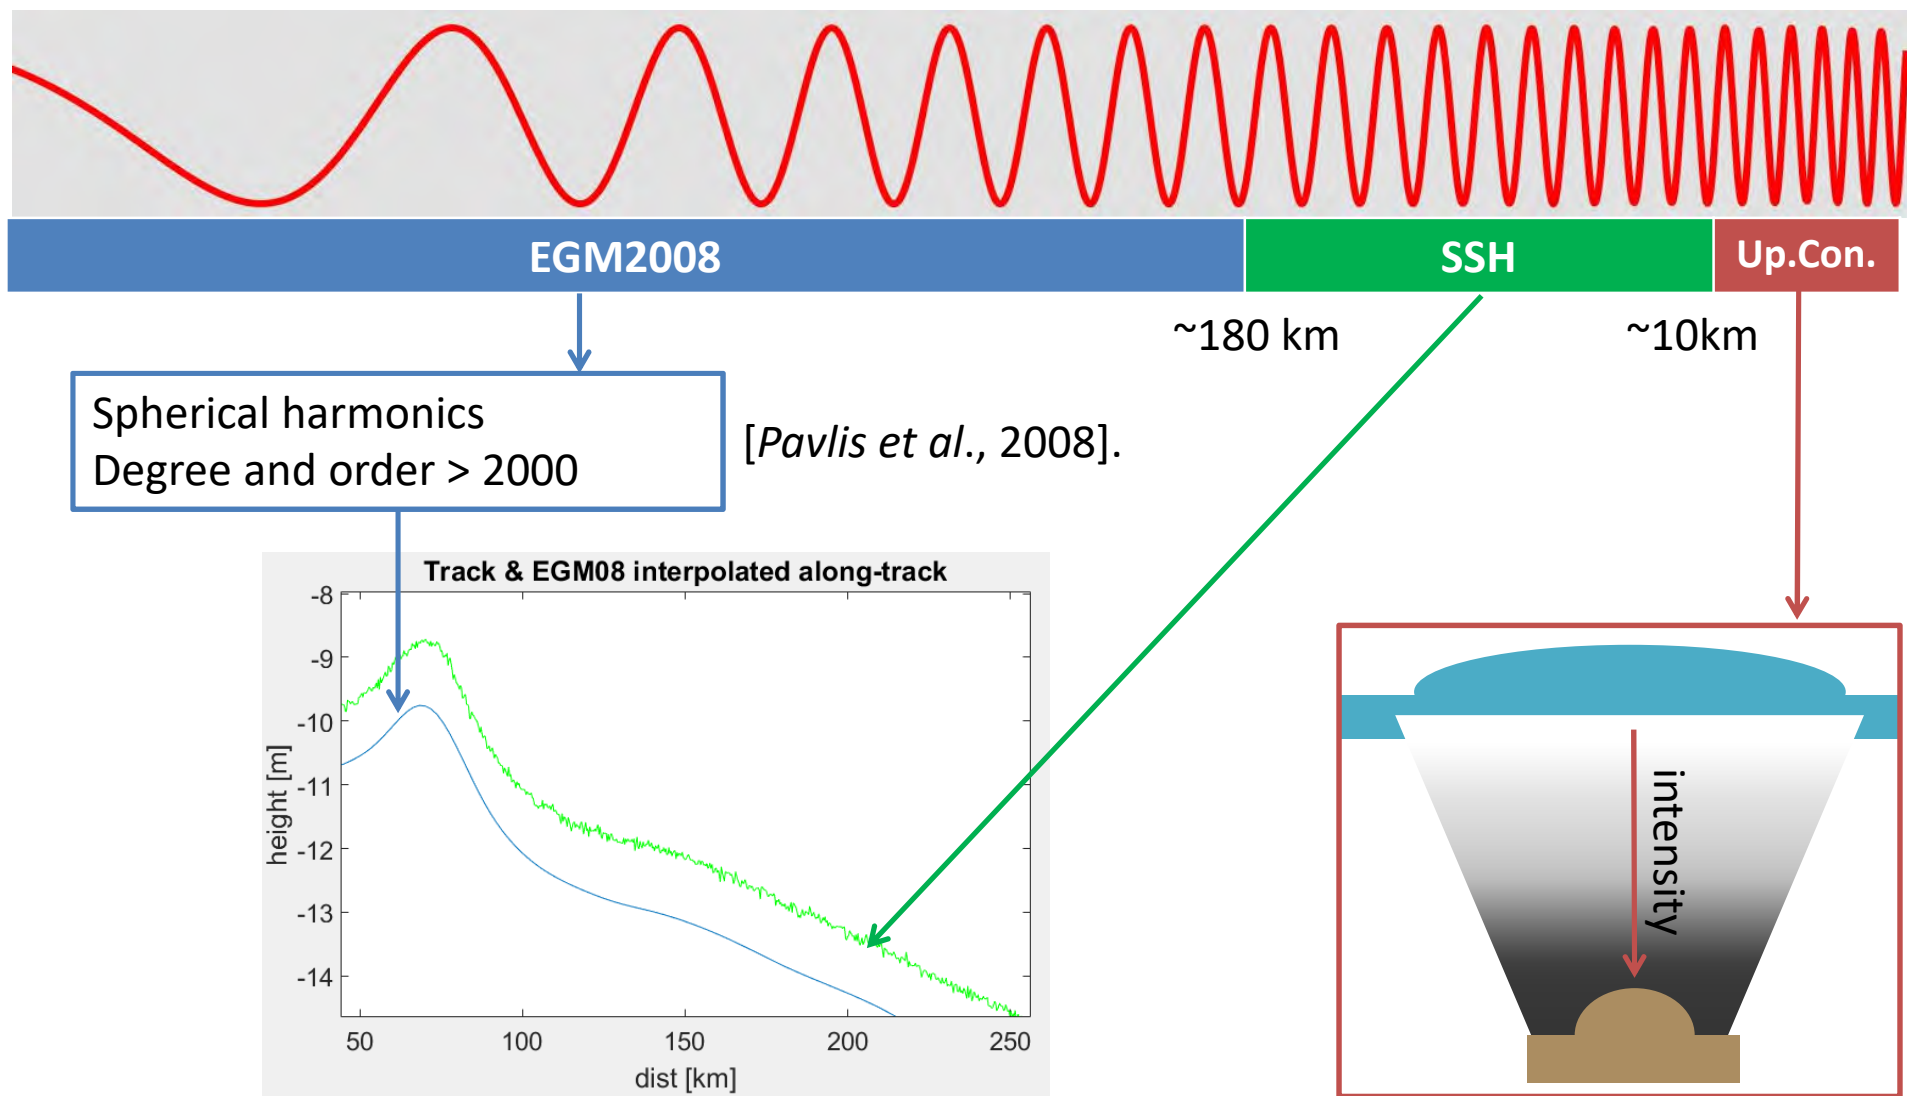 EGM2008
SSH
Up.Con.
~180 km
~10km
Spherical harmonics
Degree and order > 2000
[Pavlis et al., 2008].
Track & EGM08 interpolated along-track
-8
-9
-10
-11
-12
-13
-14
height [m]
50
100
150
200
250
dist [km]
intensity